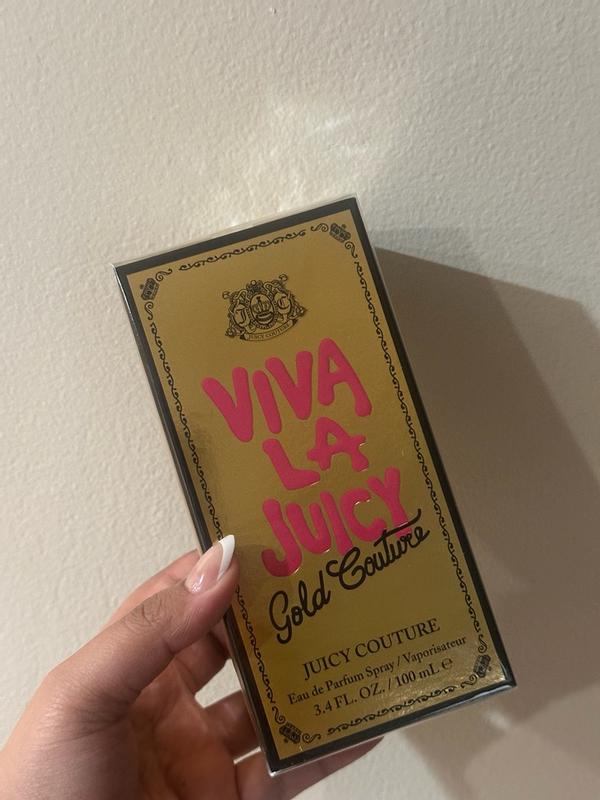 J C
JUICY COUTURE
VIVA
LA
JUICY
Gold Couture
JUICY COUTURE
Eau de Parfum Spray / Vaporisateur
3.4 FL. OZ. / 100 mL ℮